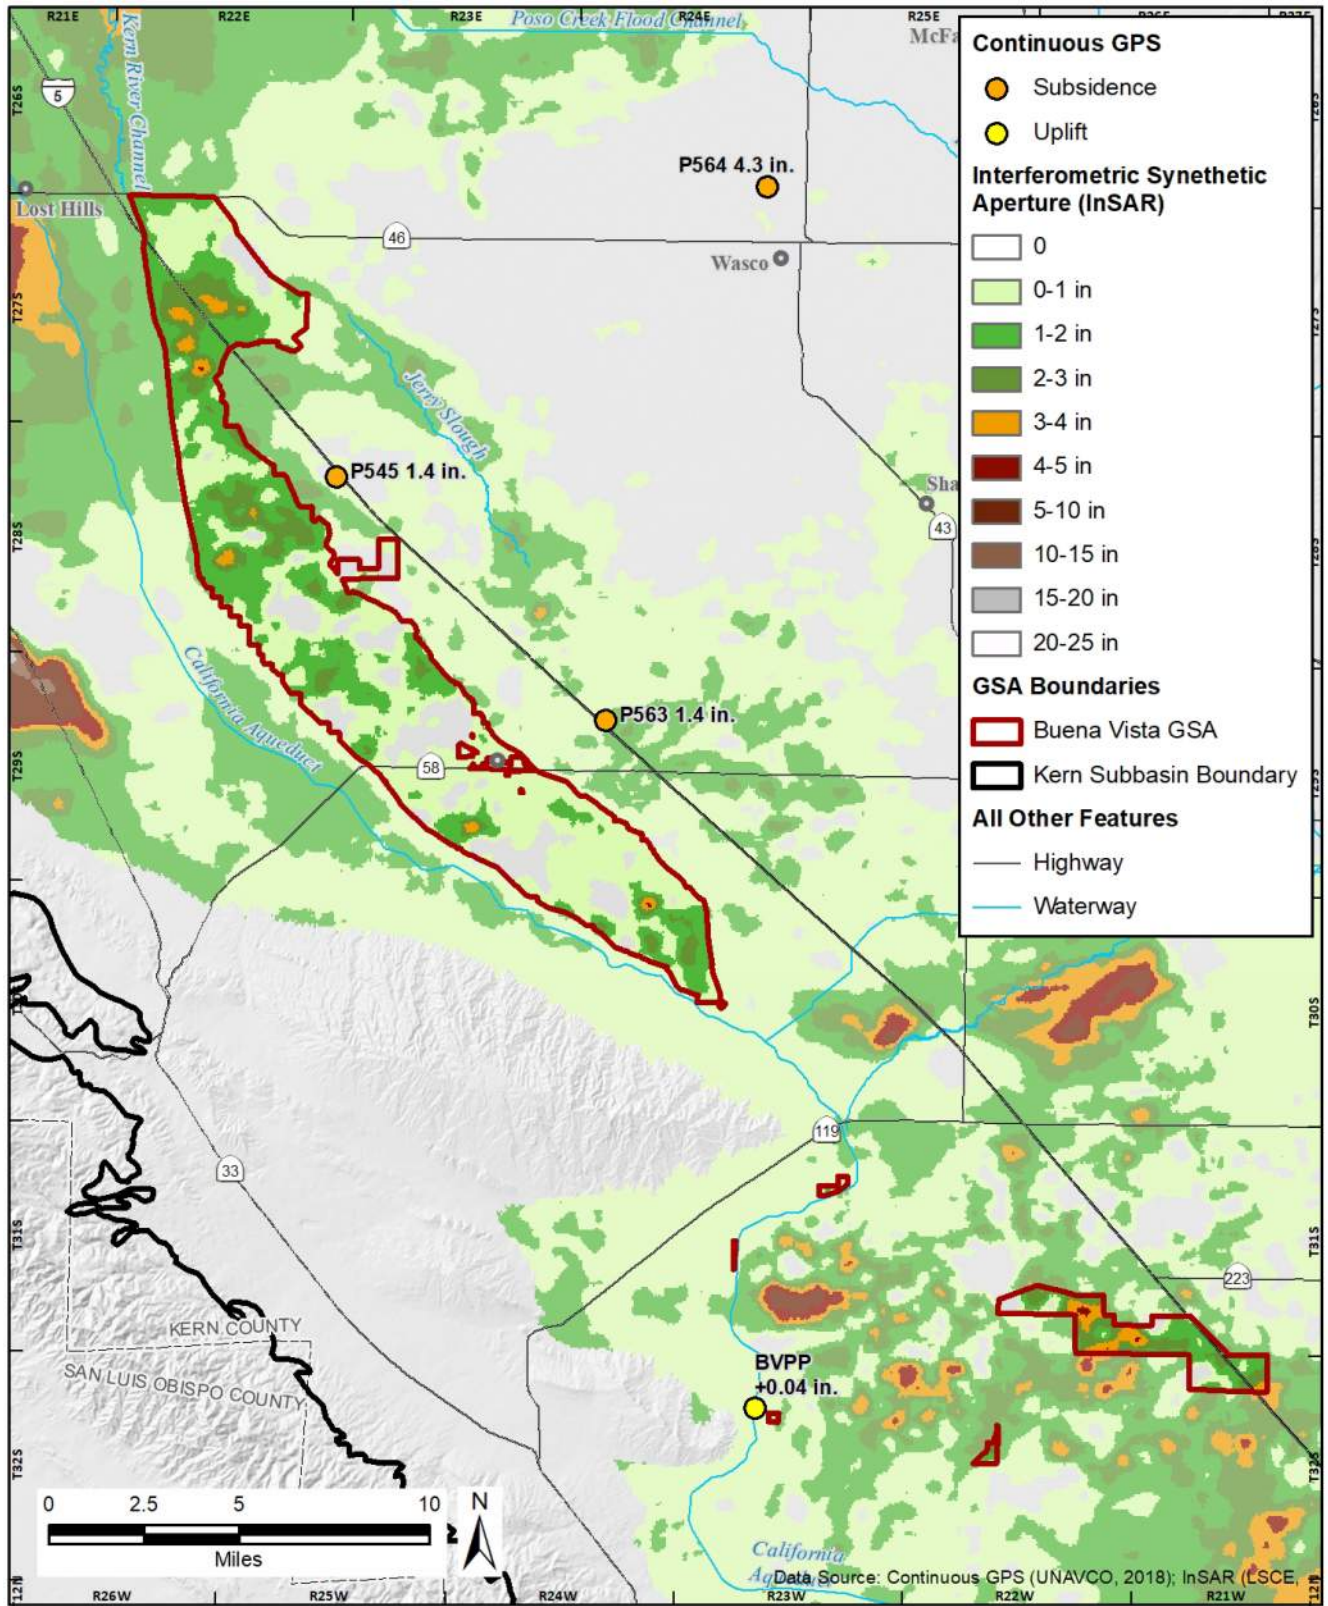 R21E
R22E
R23E
R24E
R25E
R26E
Poso Creek Flood Channel
McFa
Kern River Channel
5
T26S
Lost Hills
P564 4.3 in.
46
Wasco
T27S
Jerry Slough
P545 1.4 in.
Sha
43
T28S
California Aqueduct
P563 1.4 in.
58
T29S
T30S
119
33
T31S
T31S
223
KERN COUNTY
SAN LUIS OBISPO COUNTY
BVPP
+0.04 in.
T32S
T32S
Continuous GPS
Subsidence
Uplift
Interferometric Synethetic
Aperture (InSAR)
0
0-1 in
1-2 in
2-3 in
3-4 in
4-5 in
5-10 in
10-15 in
15-20 in
20-25 in
GSA Boundaries
Buena Vista GSA
Kern Subbasin Boundary
All Other Features
Highway
Waterway
0 2.5 5 10
Miles
N
California
Aqueduct
Data Source: Continuous GPS (UNAVCO, 2018); InSAR (LSCE,
12N
R26W
R25W
R24W
R23W
R22W
R21W